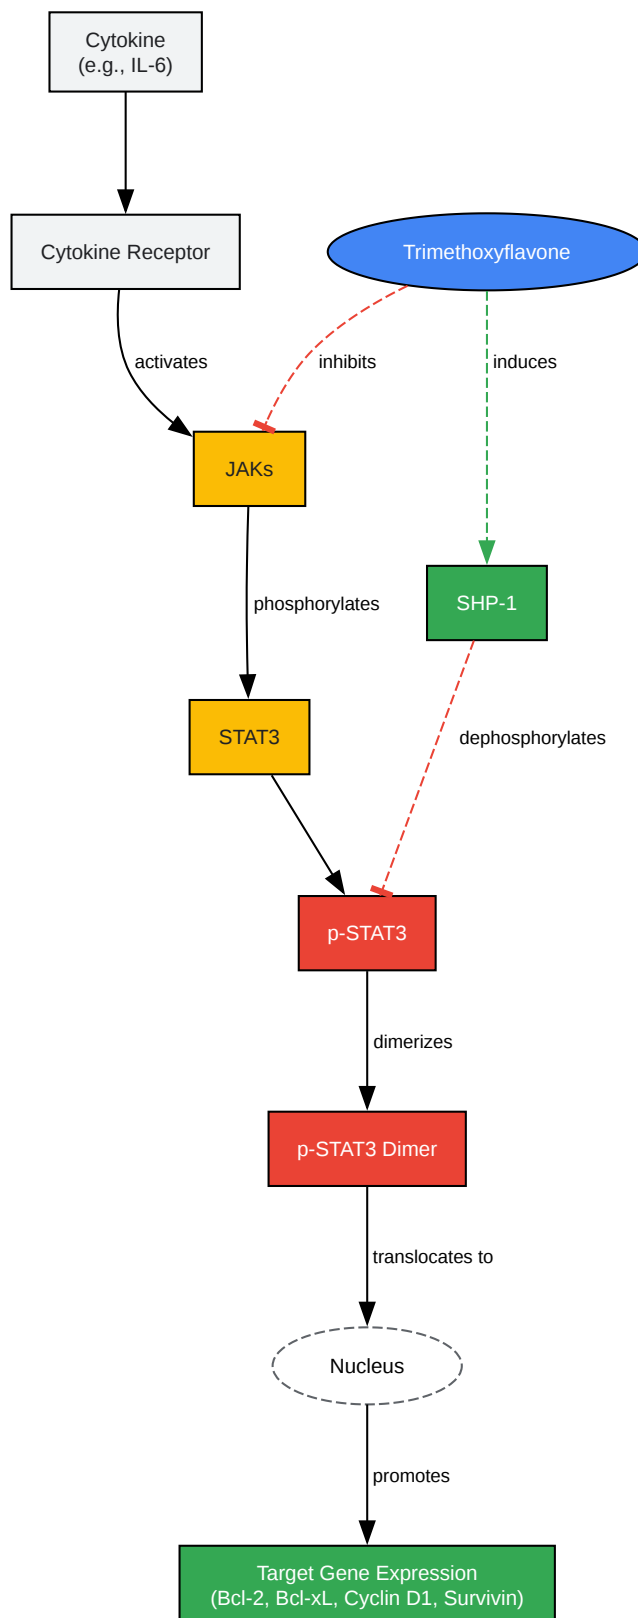 Cytokine
(e.g., IL-6)
Cytokine Receptor
Trimethoxyflavone
activates
inhibits
induces
JAKs
SHP-1
phosphorylates
STAT3
dephosphorylates
p-STAT3
dimerizes
p-STAT3 Dimer
translocates to
Nucleus
promotes
Target Gene Expression
(Bcl-2, Bcl-xL, Cyclin D1, Survivin)